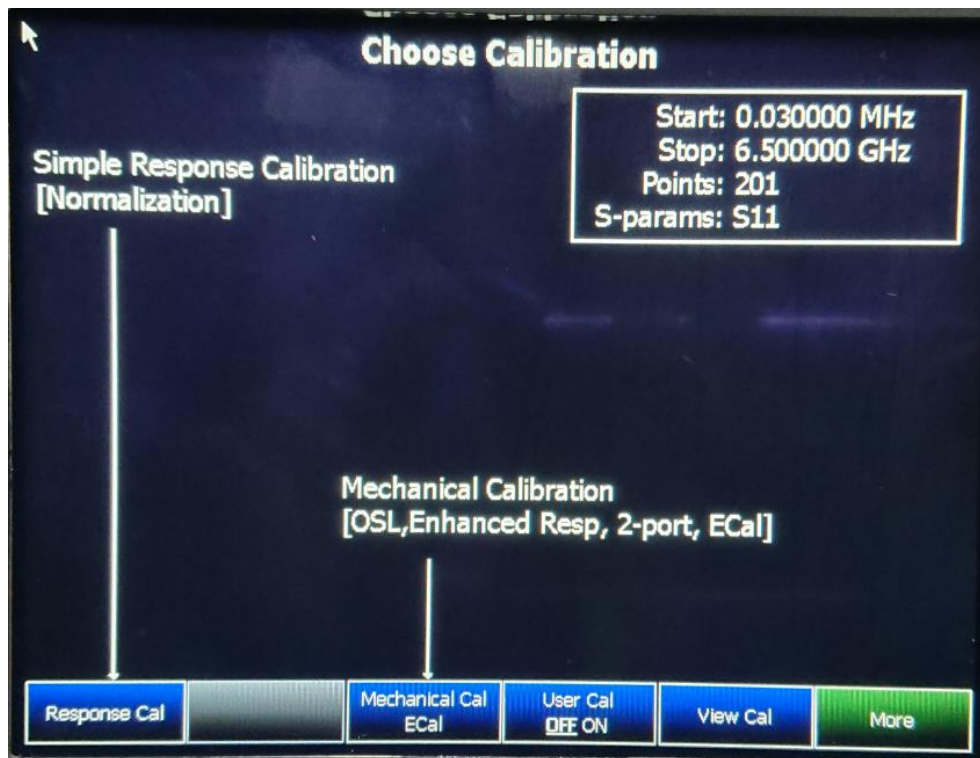 Choose Calibration
Start: 0.030000 MHz
Stop: 6.500000 GHz
Points: 201
S-params: S11
Simple Response Calibration
[Normalization]
Mechanical Calibration
[OSL,Enhanced Resp, 2-port, ECal]
Response Cal
Mechanical Cal
ECal
User Cal
OFF ON
View Cal
More